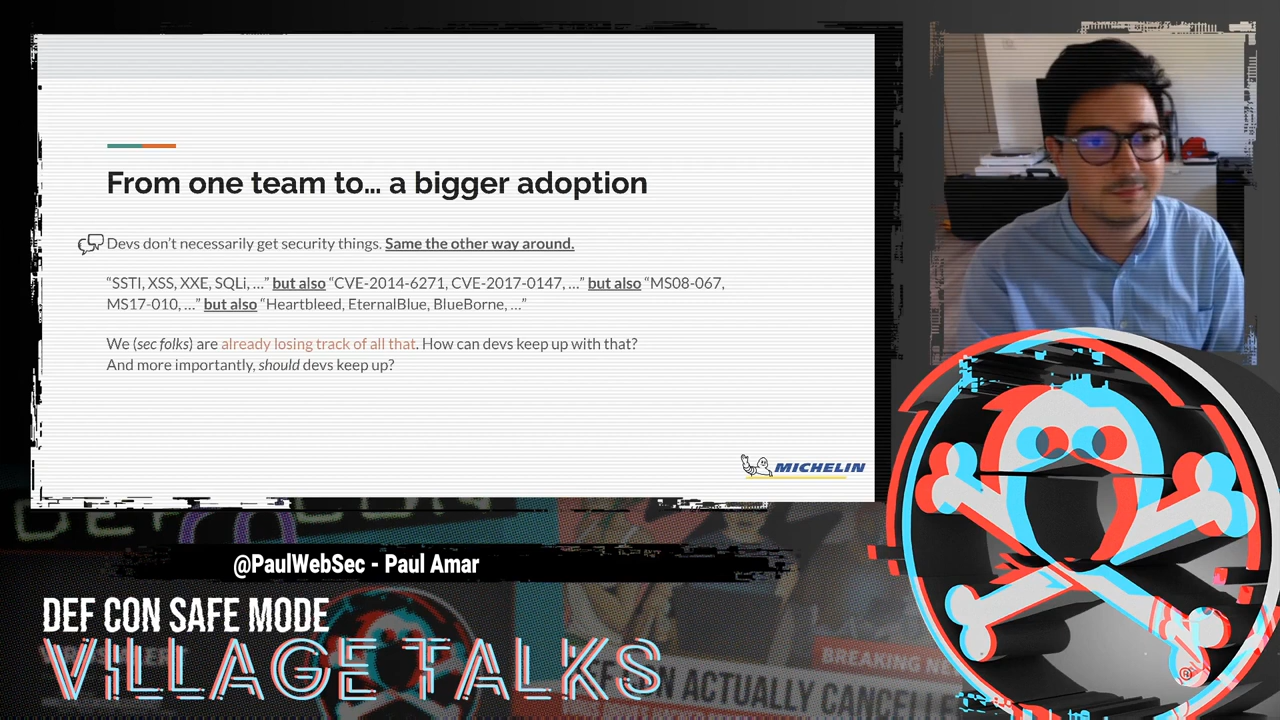 From one team to... a bigger adoption
Devs don't necessarily get security things. Same the other way around.
"SSTI, XSS, XXE, SQLi, ..." but also "CVE-2014-6271, CVE-2017-0147, ..." but also "MS08-067,
MS17-010, ..." but also "Heartbleed, EternalBlue, BlueBorne, ..."
We (sec folks) are already losing track of all that. How can devs keep up with that?
And more importantly, should devs keep up?
MICHELIN
@PaulWebSec - Paul Amar
DEF CON SAFE MODE
VILLAGE TALKS
DEF CON
BREAKING NE
ACTUALLY CANCELLE